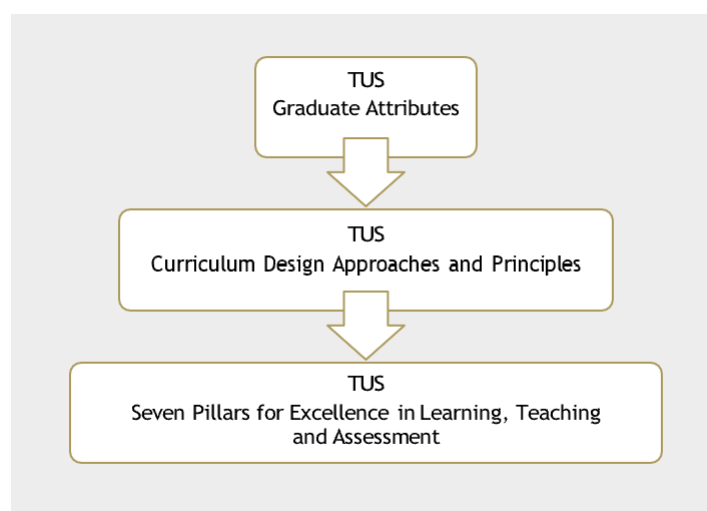 TUS
Graduate Attributes
TUS
Curriculum Design Approaches and Principles
TUS
Seven Pillars for Excellence in Learning, Teaching
and Assessment